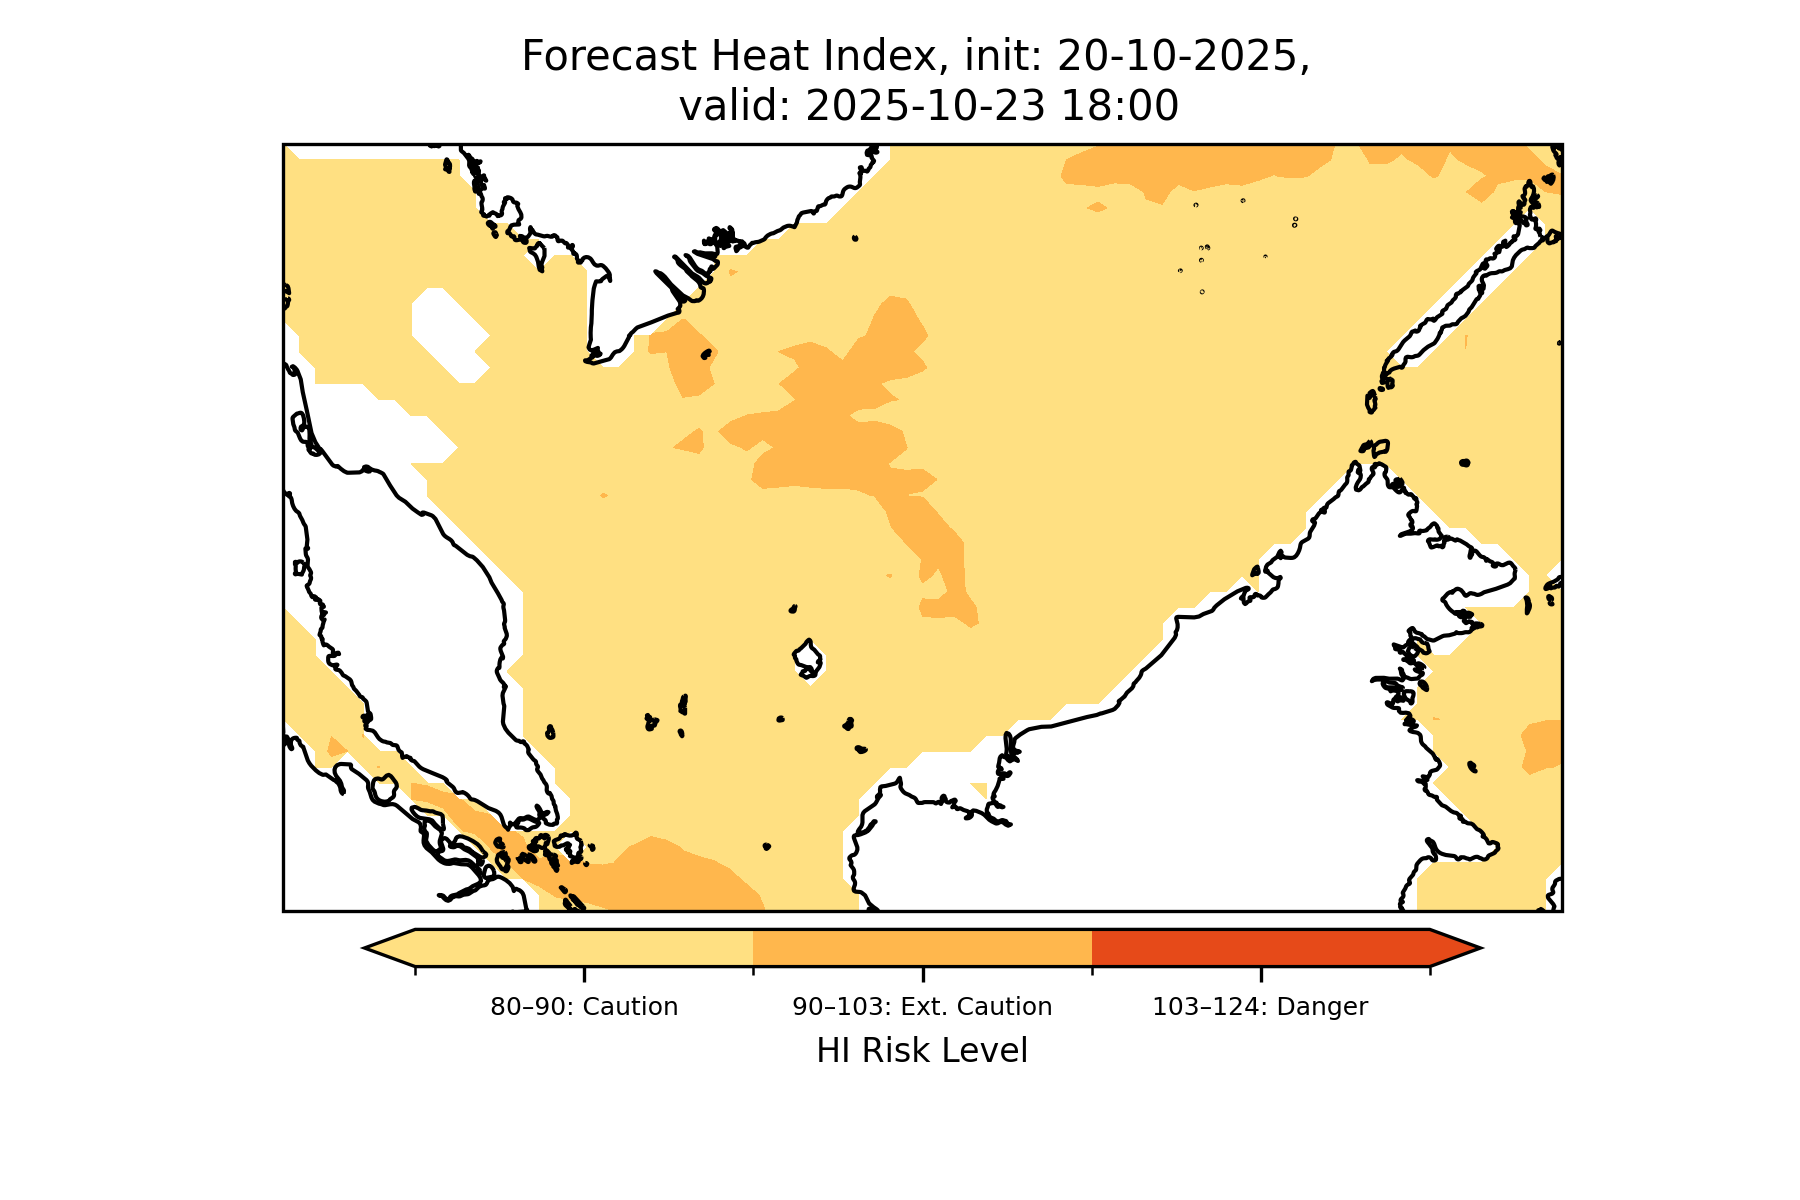 Forecast Heat Index, init: 20-10-2025,
valid: 2025-10-23 18:00
80–90: Caution
90–103: Ext. Caution
103–124: Danger
HI Risk Level